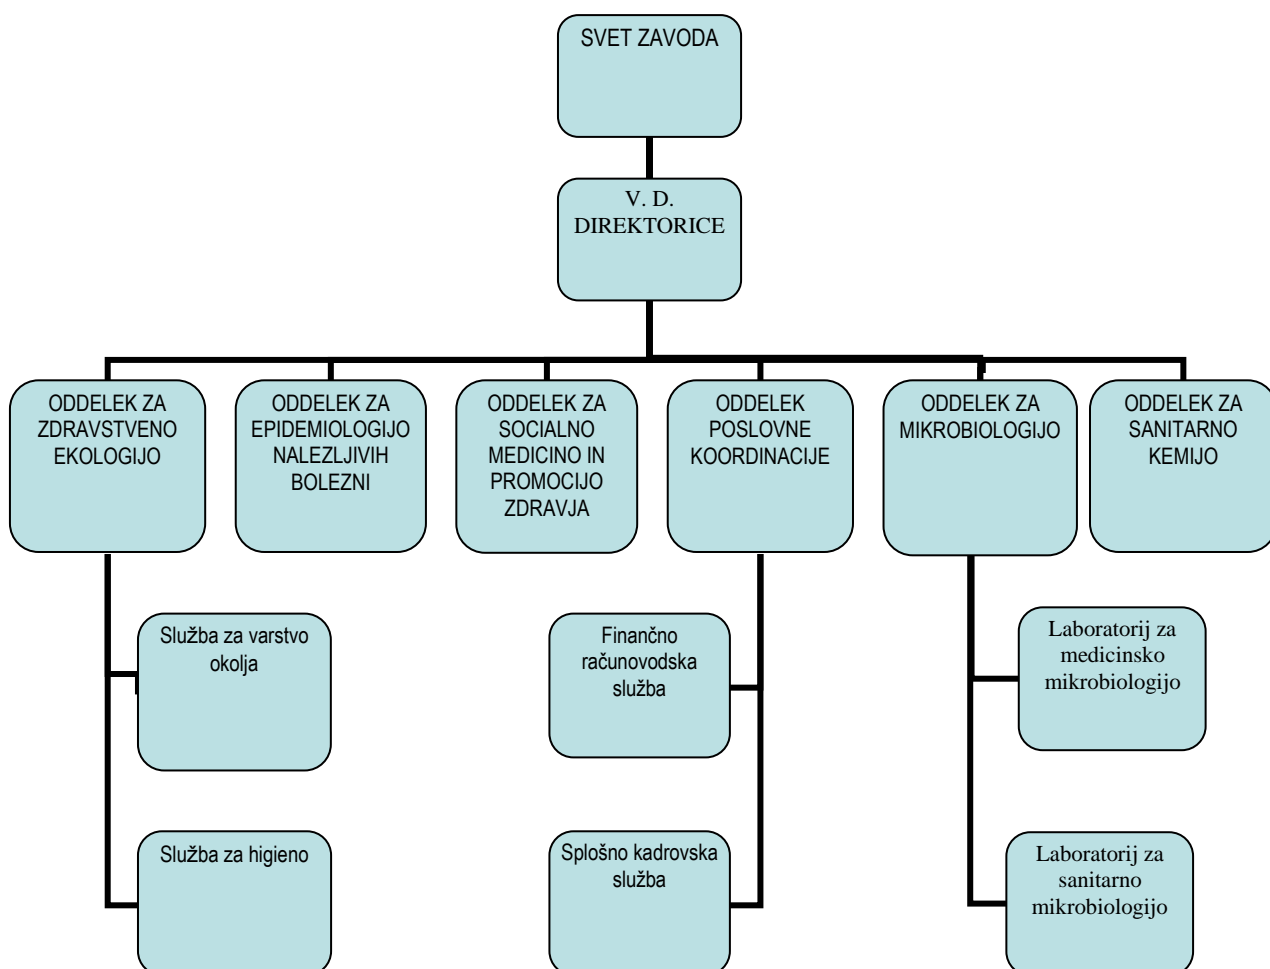 SVET ZAVODA
V. D.
DIREKTORICE
ODDELEK ZA
ZDRAVSTVENO
EKOLOGIJO
ODDELEK ZA
EPIDEMIOLOGIJO
NALEZLJIVIH
BOLEZNI
ODDELEK ZA
SOCIALNO
MEDICINO IN
PROMOCIJO
ZDRAVJA
ODDELEK
POSLOVNE
KOORDINACIJE
ODDELEK ZA
MIKROBIOLOGIJO
ODDELEK ZA
SANITARNO
KEMIJO
Služba za varstvo
okolja
Finančno
računovodska
služba
Laboratorij za
medicinsko
mikrobiologijo
Služba za higieno
Splošno kadrovska
služba
Laboratorij za
sanitarno
mikrobiologijo